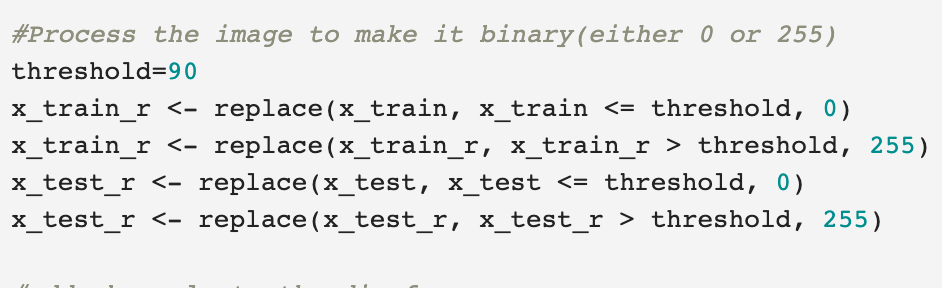 #Process the image to make it binary(either 0 or 255)
threshold=90
x_train_r <- replace(x_train, x_train <= threshold, 0)
x_train_r <- replace(x_train_r, x_train_r > threshold, 255)
x_test_r <- replace(x_test, x_test <= threshold, 0)
x_test_r <- replace(x_test_r, x_test_r > threshold, 255)